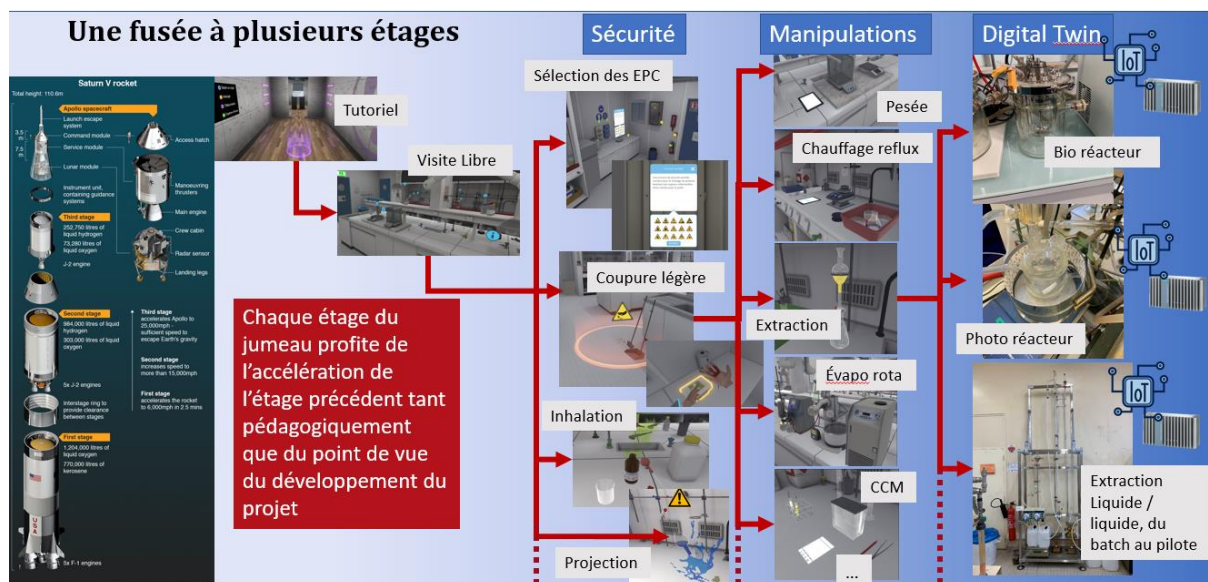 Une fusée à plusieurs étages
Sécurité
Manipulations
Digital Twin
Saturn V rocket
Total height: 110.6m
Apollo spacecraft
Launch escape
system
3.5
m
Command module
7.5
m
Service module
Access hatch
Lunar module
Instrument unit,
containing guidance
systems
Manoeuvring
thrusters
Main engine
Third stage
252,750 litres of
liquid hydrogen
73,280 litres of
liquid oxygen
J-2 engine
Crew cabin
Radar sensor
Landing legs
Second stage
984,000 litres of liquid
hydrogen
303,000 litres of
liquid oxygen
5x J-2 engines
Interstage ring to
provide clearance
between stages
Third stage
accelerates Apollo to
25,000mph -
sufficient speed to
escape Earth's gravity
Second stage
increases speed to
more than 15,000mph
First stage
accelerates the rocket
to 6,000mph in 2.5 mins
First stage
1,204,000 litres of
liquid oxygen
770,000 litres of
kerosene
USA
5x F-1 engines
Tutoriel
Visite Libre
Chaque étage du
jumeau profite de
l'accélération de
l'étage précédent tant
pédagogiquement
que du point de vue
du développement du
projet
Sélection des EPC
Coupure légère
Inhalation
Projection
Pesée
Chauffage reflux
Extraction
Évapo rota
CCM
...
IoT
Bio réacteur
IoT
Photo réacteur
IoT
Extraction
Liquide /
liquide, du
batch au pilote